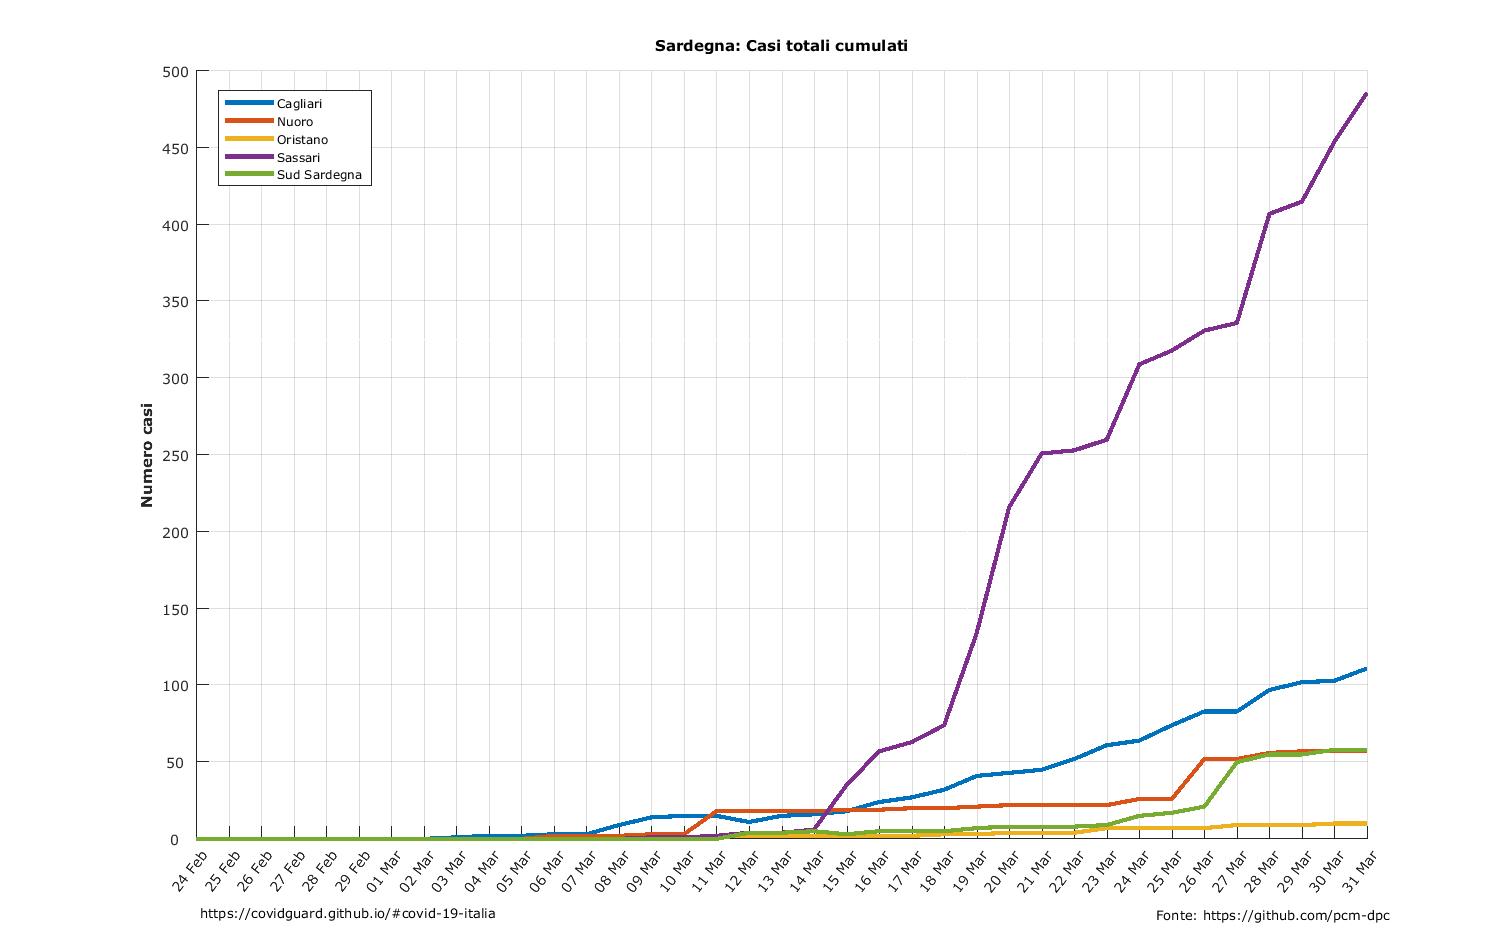 Sardegna: Casi totali cumulati
500
450
400
350
300
250
200
150
100
50
0
Numero casi
Cagliari
Nuoro
Oristano
Sassari
Sud Sardegna
24 Feb
25 Feb
26 Feb
27 Feb
28 Feb
29 Feb
01 Mar
02 Mar
03 Mar
04 Mar
05 Mar
06 Mar
07 Mar
08 Mar
09 Mar
10 Mar
11 Mar
12 Mar
13 Mar
14 Mar
15 Mar
16 Mar
17 Mar
18 Mar
19 Mar
20 Mar
21 Mar
22 Mar
23 Mar
24 Mar
25 Mar
26 Mar
27 Mar
28 Mar
29 Mar
30 Mar
31 Mar
https://covidguard.github.io/#covid-19-italia
Fonte: https://github.com/pcm-dpc